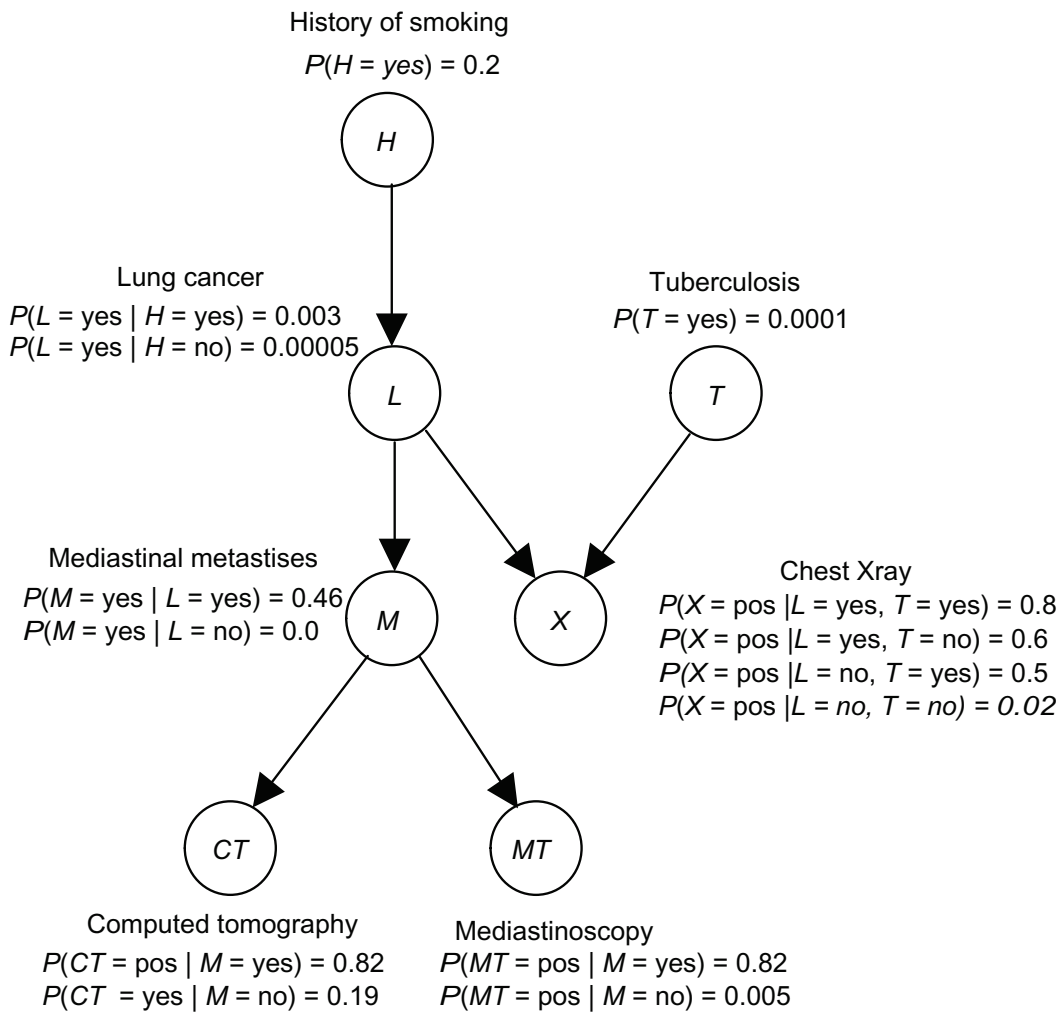 History of smoking
P(H = yes) = 0.2
H
Lung cancer
P(L = yes | H = yes) = 0.003
P(L = yes | H = no) = 0.00005
Tuberculosis
P(T = yes) = 0.0001
L
T
Mediastinal metastises
P(M = yes | L = yes) = 0.46
P(M = yes | L = no) = 0.0
M
X
Chest Xray
P(X = pos |L = yes, T = yes) = 0.8
P(X = pos |L = yes, T = no) = 0.6
P(X = pos |L = no, T = yes) = 0.5
P(X = pos |L = no, T = no) = 0.02
CT
MT
Computed tomography
P(CT = pos | M = yes) = 0.82
P(CT = yes | M = no) = 0.19
Mediastinoscopy
P(MT = pos | M = yes) = 0.82
P(MT = pos | M = no) = 0.005